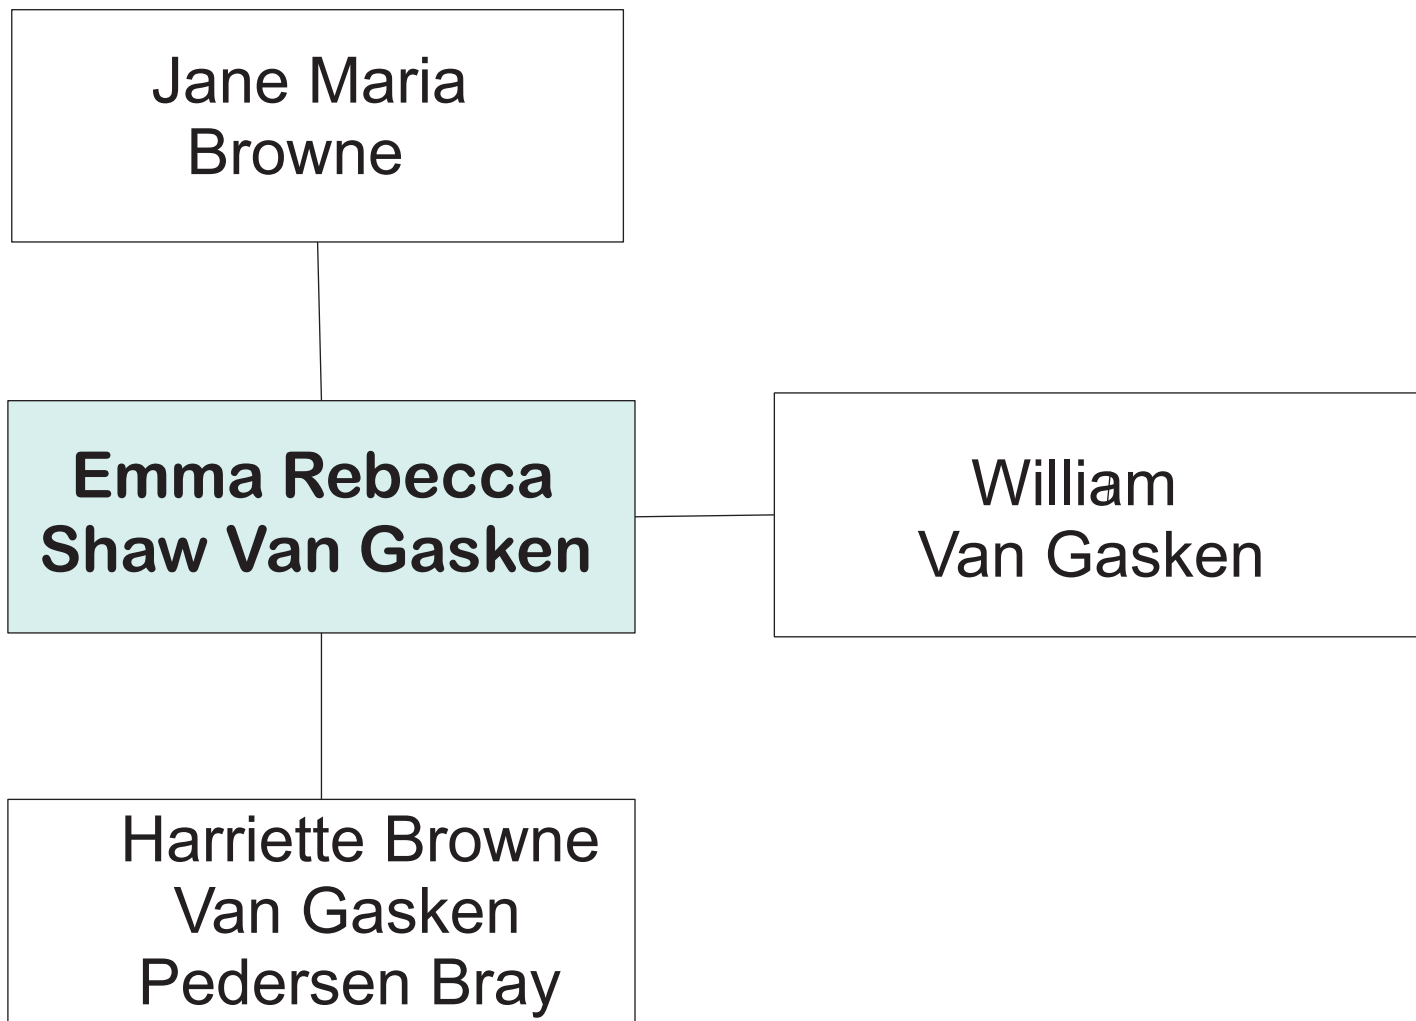 Jane Maria
Browne
Emma Rebecca
Shaw Van Gasken
William
Van Gasken
Harriette Browne
Van Gasken
Pedersen Bray